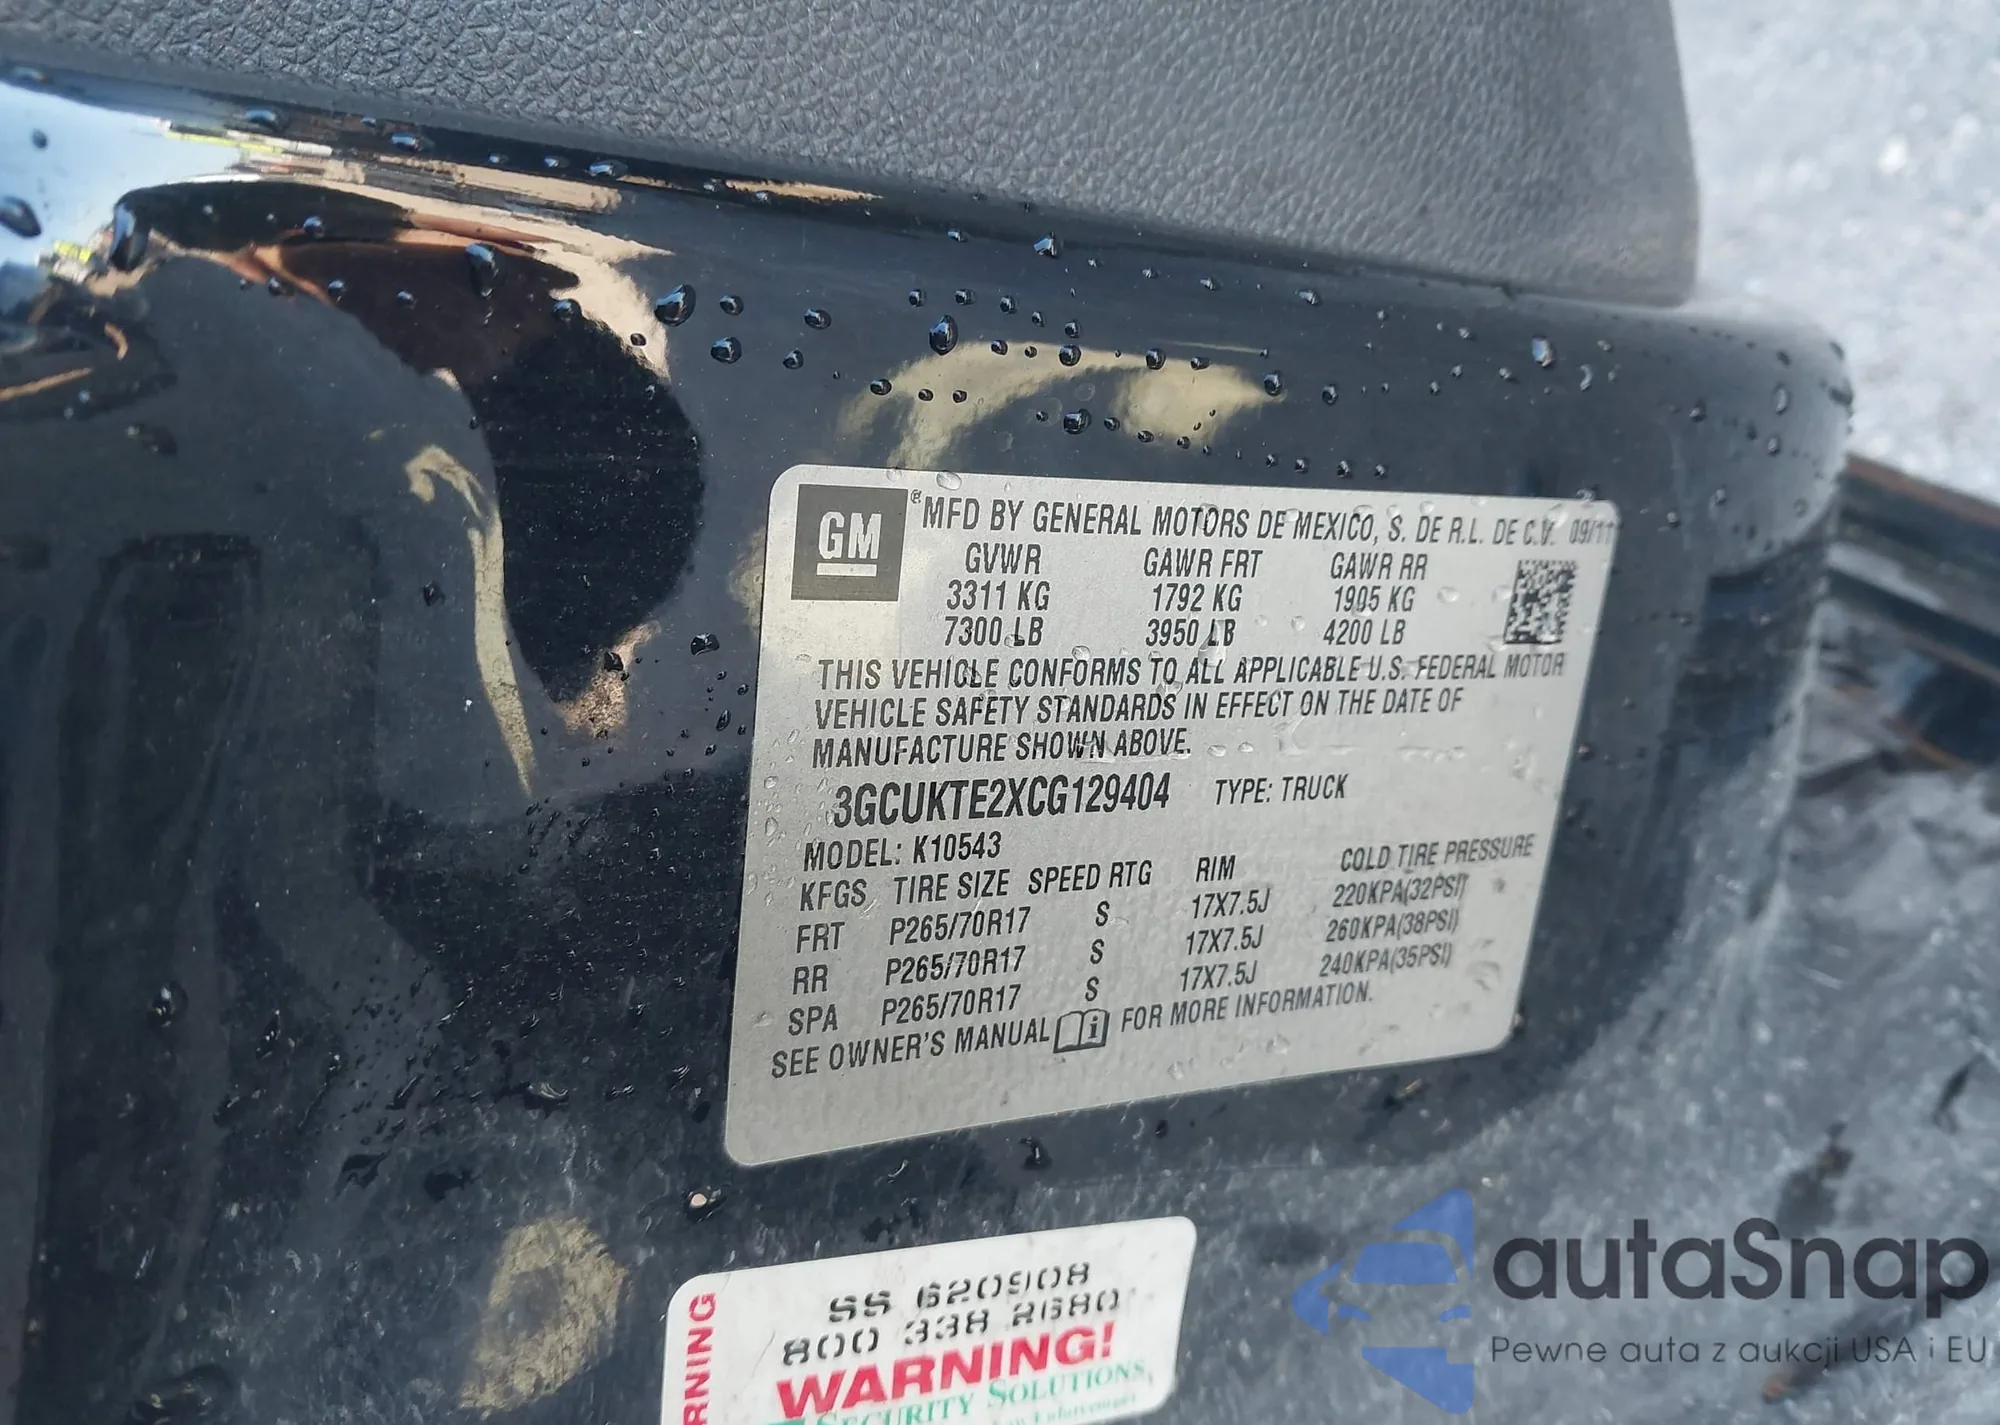 GM
® MFD BY GENERAL MOTORS DE MEXICO, S. DE R.L. DE C.V. 09/11
GVWR GAWR FRT GAWR RR
3311 KG 1792 KG 1905 KG
7300 LB 3950 LB 4200 LB
THIS VEHICLE CONFORMS TO ALL APPLICABLE U.S. FEDERAL MOTOR
VEHICLE SAFETY STANDARDS IN EFFECT ON THE DATE OF
MANUFACTURE SHOWN ABOVE.
3GCUKTE2XCG129404 TYPE: TRUCK
MODEL: K10543
KFGS TIRE SIZE SPEED RTG RIM COLD TIRE PRESSURE
FRT P265/70R17 S 17X7.5J 220KPA(32PSI)
RR P265/70R17 S 17X7.5J 260KPA(38PSI)
SPA P265/70R17 S 17X7.5J 240KPA(35PSI)
SEE OWNER'S MANUAL FOR MORE INFORMATION.
RNING
SS 620908
800 338 2680
WARNING!
SECURITY SOLUTIONS,
Law Enforcement
autaSnap
Pewne auta z aukcji USA i EU